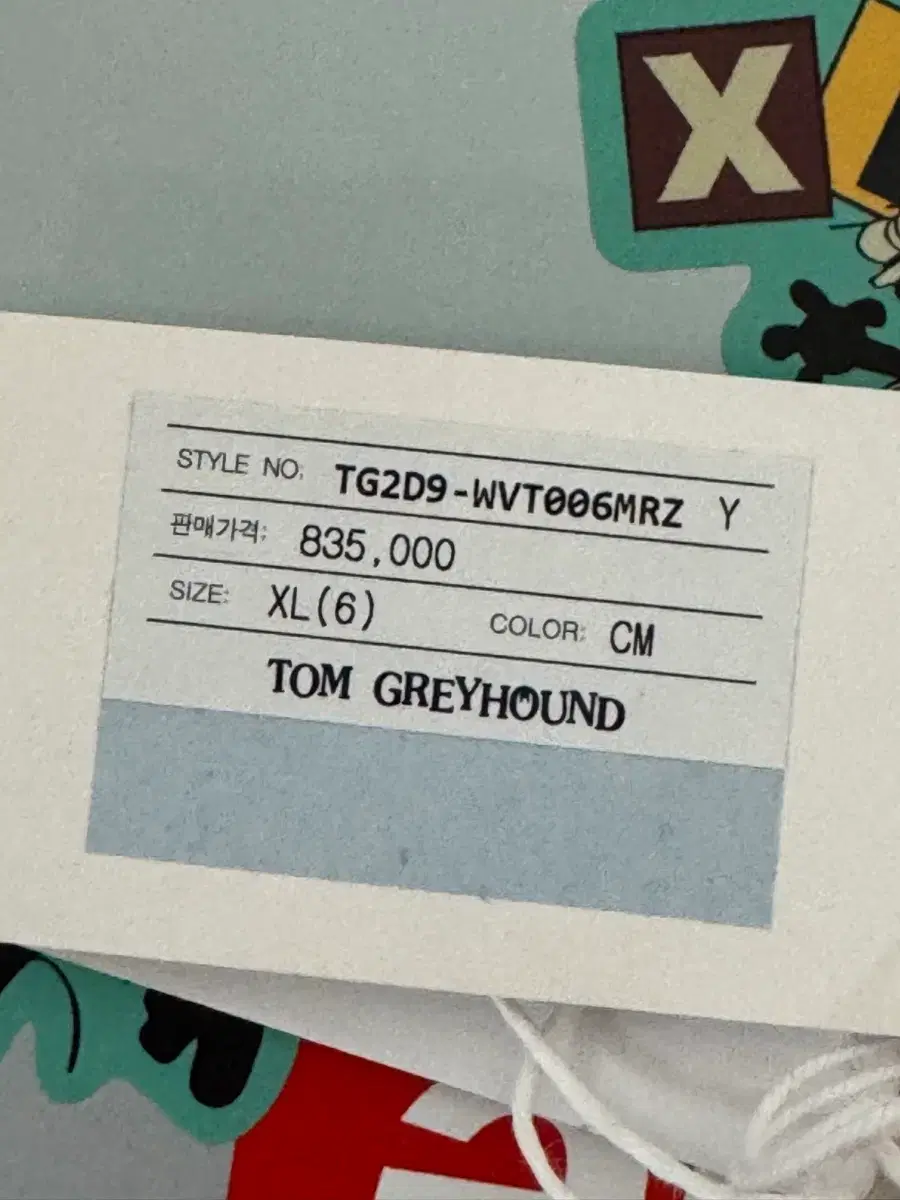 X
STYLE NO: TG2D9-WVT006MRZ Y
판매가격: 835,000
SIZE: XL(6) COLOR: CM
TOM GREYHOUND